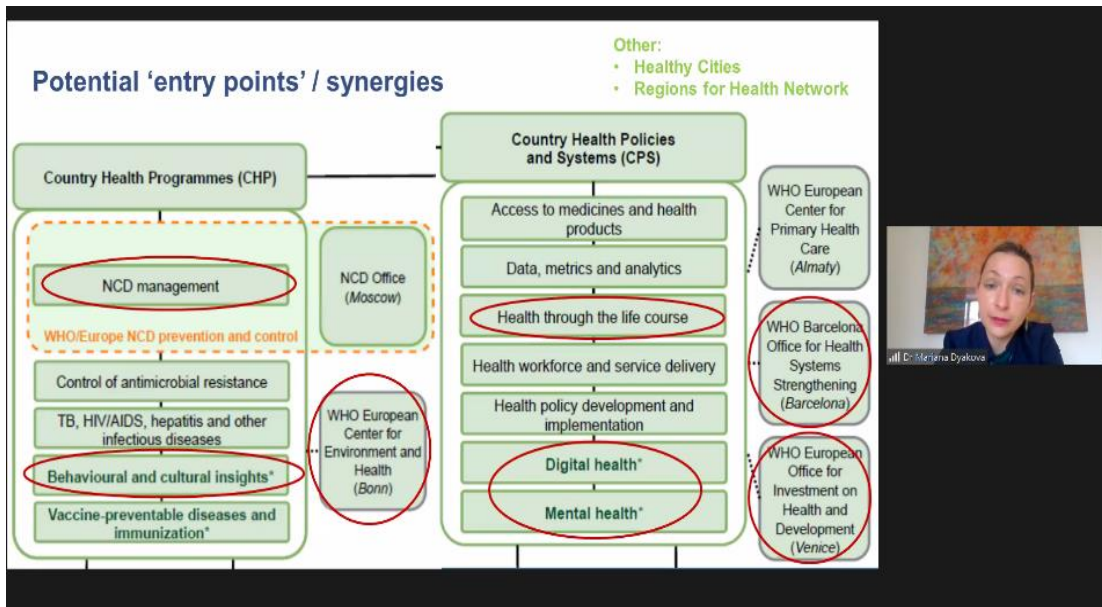 Potential ‘entry points’ / synergies
Other:
• Healthy Cities
• Regions for Health Network
Country Health Programmes (CHP)
NCD management
NCD Office
(Moscow)
WHO/Europe NCD prevention and control
Control of antimicrobial resistance
TB, HIV/AIDS, hepatitis and other
infectious diseases
Behavioural and cultural insights*
Vaccine-preventable diseases and
immunization*
WHO European
Center for
Environment and
Health
(Bonn)
Country Health Policies
and Systems (CPS)
Access to medicines and health
products
Data, metrics and analytics
Health through the life course
Health workforce and service delivery
Health policy development and
implementation
Digital health*
Mental health*
WHO European
Center for
Primary Health
Care
(Almaty)
WHO Barcelona
Office for Health
Systems
Strengthening
(Barcelona)
WHO European
Office for
Investment on
Health and
Development
(Venice)
Dr Mariana Dyakova